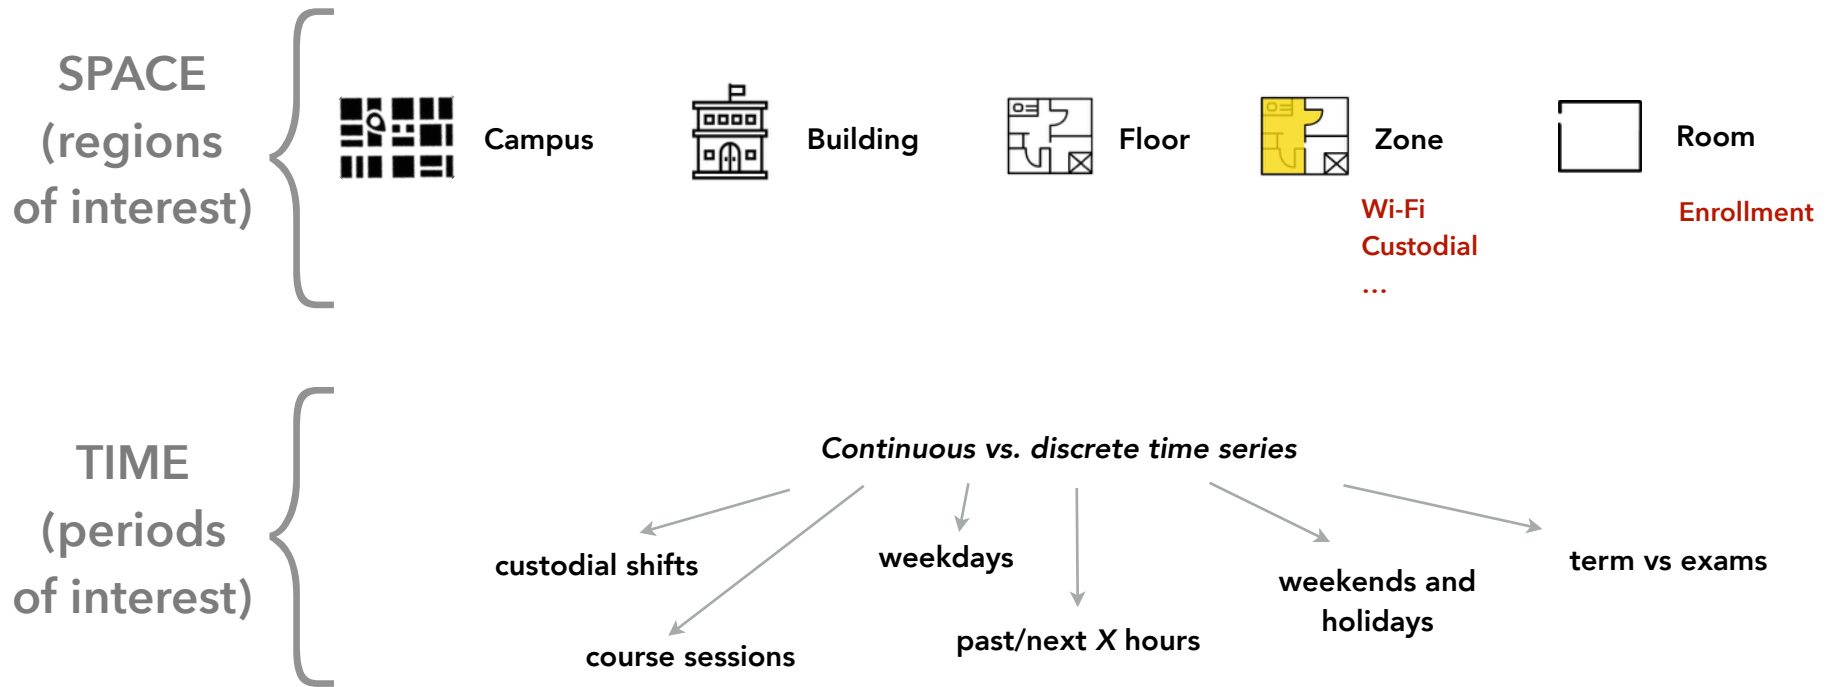 SPACE
(regions
of interest)
Campus
Building
Floor
Zone
Room
Wi-Fi
Custodial
...
Enrollment
TIME
(periods
of interest)
Continuous vs. discrete time series
custodial shifts
course sessions
weekdays
past/next X hours
weekends and
holidays
term vs exams